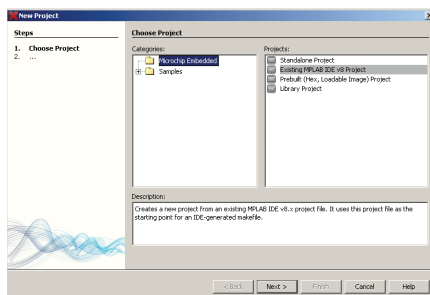 New Project
Steps
1. Choose Project
2. ...
Choose Project
Categories:
Microchip Embedded
Samples
Projects:
Standalone Project
Existing MPLAB IDE v8 Project
Prebuilt (Hex, Loadable Image) Project
Library Project
Description:
Creates a new project from an existing MPLAB IDE v8.x project file. It uses this project file as the
starting point for an IDE-generated makefile.
< Back
Next >
Finish
Cancel
Help